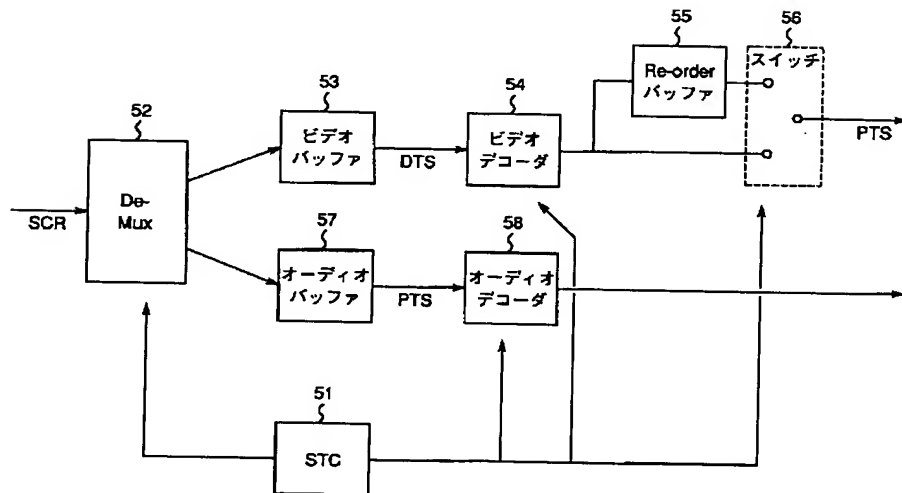 55
56
スイッチ
Re-order
バッファ
PTS
53
54
ビデオ
バッファ
DTS
ビデオ
デコーダ
52
De-
Mux
SCR
57
58
オーディオ
バッファ
PTS
オーディオ
デコーダ
51
STC